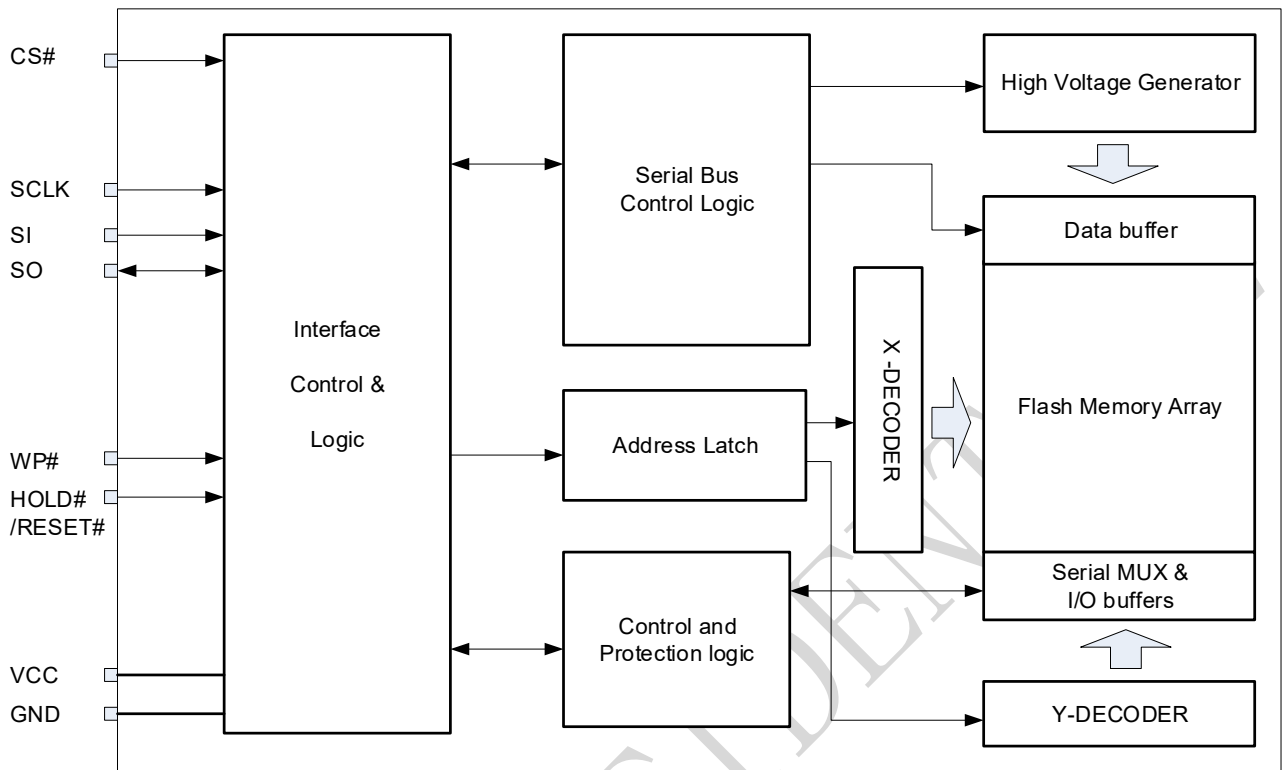 CS#
SCLK
SI
SO
WP#
HOLD#
/RESET#
VCC
GND
Interface
Control &
Logic
Serial Bus
Control Logic
Address Latch
Control and
Protection logic
X -DECODER
High Voltage Generator
Data buffer
Flash Memory Array
Serial MUX &
I/O buffers
Y-DECODER